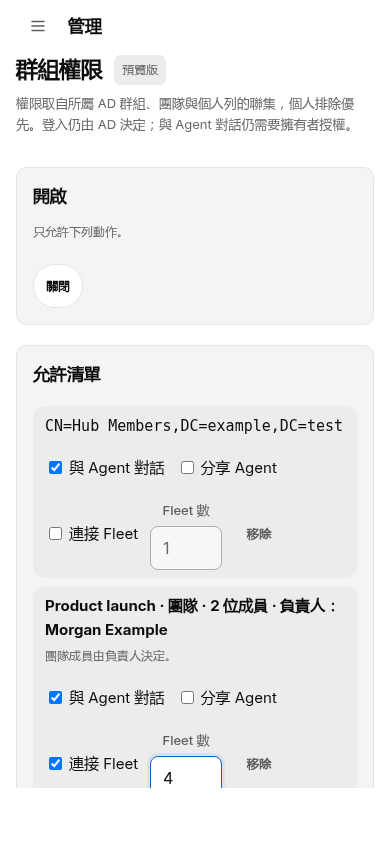 管理
群組權限 預覽版
權限取自所屬 AD 群組、團隊與個人列的聯集，個人排除優
先。登入仍由 AD 決定；與 Agent 對話仍需要擁有者授權。
開啟
只允許下列動作。
關閉
允許清單
CN=Hub Members,DC=example,DC=test
與 Agent 對話 分享 Agent
Fleet 數
連接 Fleet 1 移除
Product launch · 團隊 · 2 位成員 · 負責人：
Morgan Example
團隊成員由負責人決定。
與 Agent 對話 分享 Agent
Fleet 數
連接 Fleet 4 移除